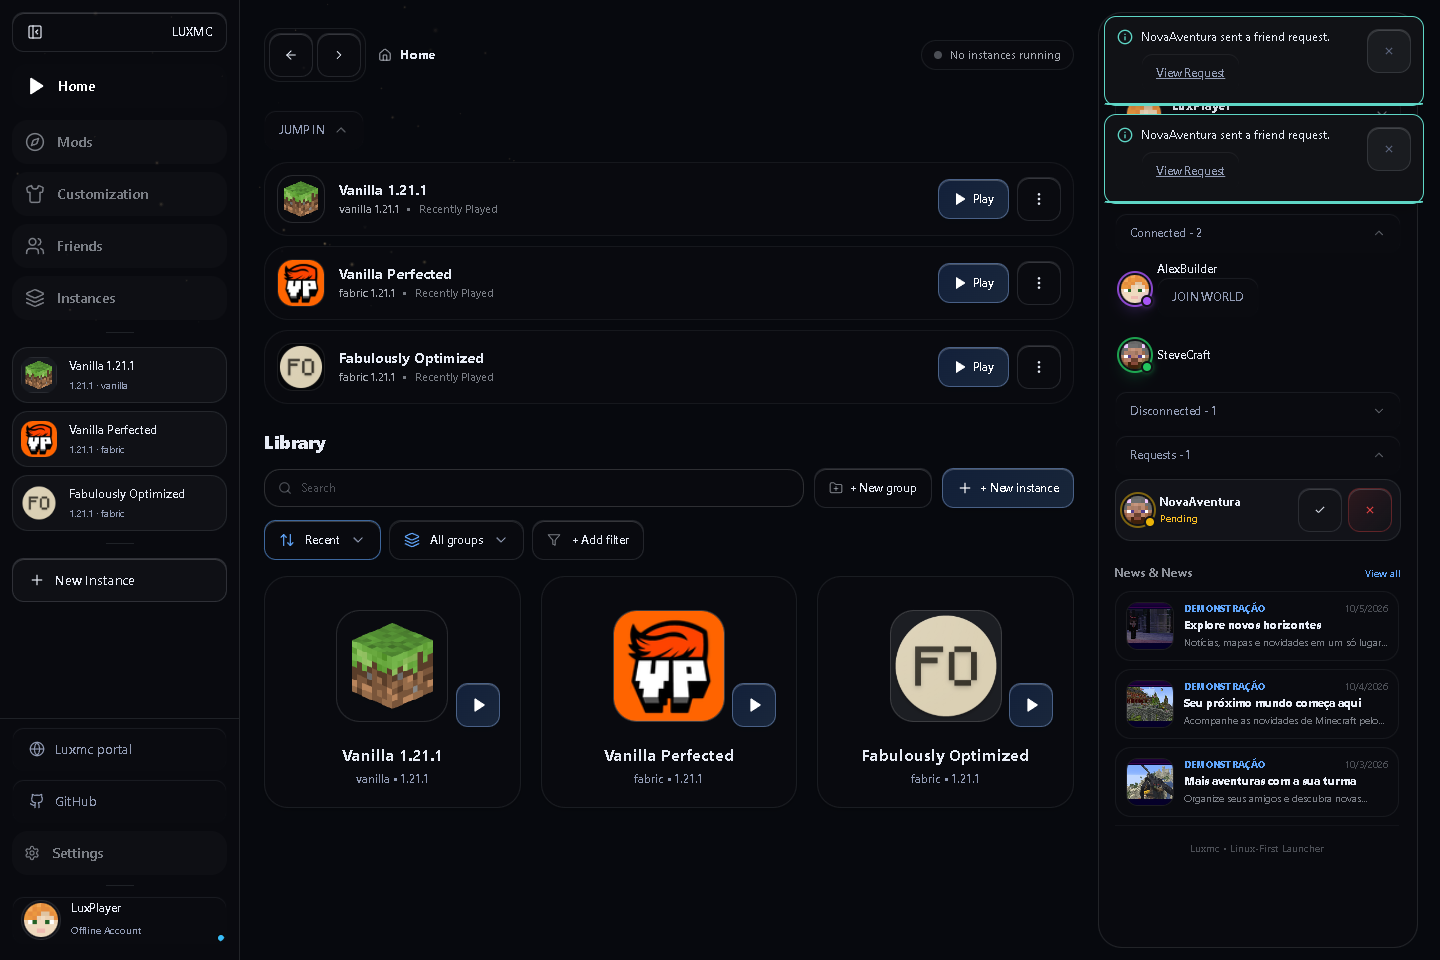 LUXMC
Home
Mods
Customization
Friends
Instances
Vanilla 1.21.1
1.21.1 · vanilla
Vanilla Perfected
1.21.1 · fabric
Fabulously Optimized
1.21.1 · fabric
New Instance
Luxmc portal
GitHub
Settings
LuxPlayer
Offline Account
Home
No instances running
JUMP IN
Vanilla 1.21.1
vanilla 1.21.1 • Recently Played
Play
Vanilla Perfected
fabric 1.21.1 • Recently Played
Play
FO
Fabulously Optimized
fabric 1.21.1 • Recently Played
Play
Library
Search
+ New group
+ New instance
Recent
All groups
+ Add filter
VP
FO
Vanilla 1.21.1
vanilla • 1.21.1
Vanilla Perfected
fabric • 1.21.1
Fabulously Optimized
fabric • 1.21.1
NovaAventura sent a friend request.
View Request
LuxPlayer
NovaAventura sent a friend request.
View Request
Connected - 2
AlexBuilder
JOIN WORLD
SteveCraft
Disconnected - 1
Requests - 1
NovaAventura
Pending
News & News
View all
DEMONSTRAÇÃO 10/5/2026
Explore novos horizontes
Notícias, mapas e novidades em um só lugar...
DEMONSTRAÇÃO 10/4/2026
Seu próximo mundo começa aqui
Acompanhe as novidades de Minecraft pelo...
DEMONSTRAÇÃO 10/3/2026
Mais aventuras com a sua turma
Organize seus amigos e descubra novas...
Luxmc • Linux-First Launcher